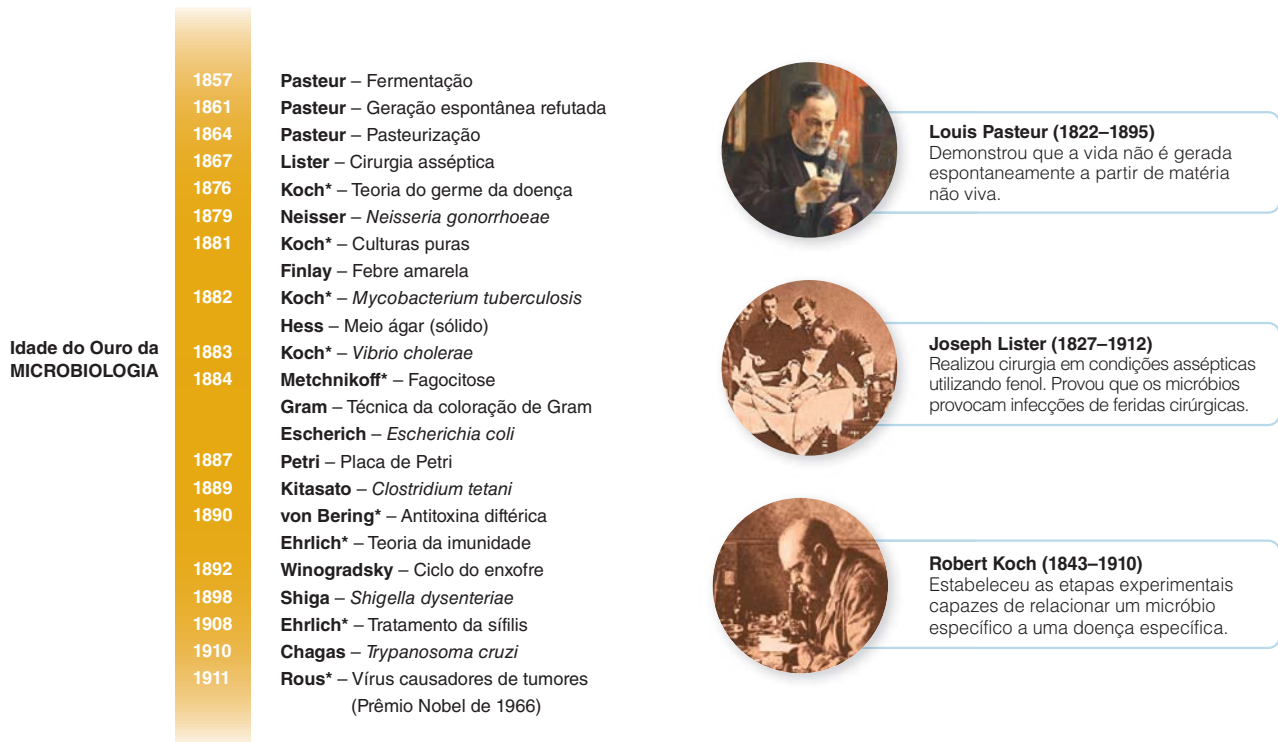 1857 Pasteur – Fermentação
1861 Pasteur – Geração espontânea refutada
1864 Pasteur – Pasteurização
1867 Lister – Cirurgia asséptica
1876 Koch* – Teoria do germe da doença
1879 Neisser – Neisseria gonorrhoeae
1881 Koch* – Culturas puras
Finlay – Febre amarela
1882 Koch* – Mycobacterium tuberculosis
Hess – Meio ágar (sólido)
Idade do Ouro da
MICROBIOLOGIA
1883 Koch* – Vibrio cholerae
1884 Metchnikoff* – Fagocitose
Gram – Técnica da coloração de Gram
Escherich – Escherichia coli
1887 Petri – Placa de Petri
1889 Kitasato – Clostridium tetani
1890 von Bering* – Antitoxina diftérica
Ehrlich* – Teoria da imunidade
1892 Winogradsky – Ciclo do enxofre
1898 Shiga – Shigella dysenteriae
1908 Ehrlich* – Tratamento da sífilis
1910 Chagas – Trypanosoma cruzi
1911 Rous* – Vírus causadores de tumores
(Prêmio Nobel de 1966)
Louis Pasteur (1822–1895)
Demonstrou que a vida não é gerada
espontaneamente a partir de matéria
não viva.
Joseph Lister (1827–1912)
Realizou cirurgia em condições assépticas
utilizando fenol. Provou que os micróbios
provocam infecções de feridas cirúrgicas.
Robert Koch (1843–1910)
Estabeleceu as etapas experimentais
capazes de relacionar um micróbio
específico a uma doença específica.